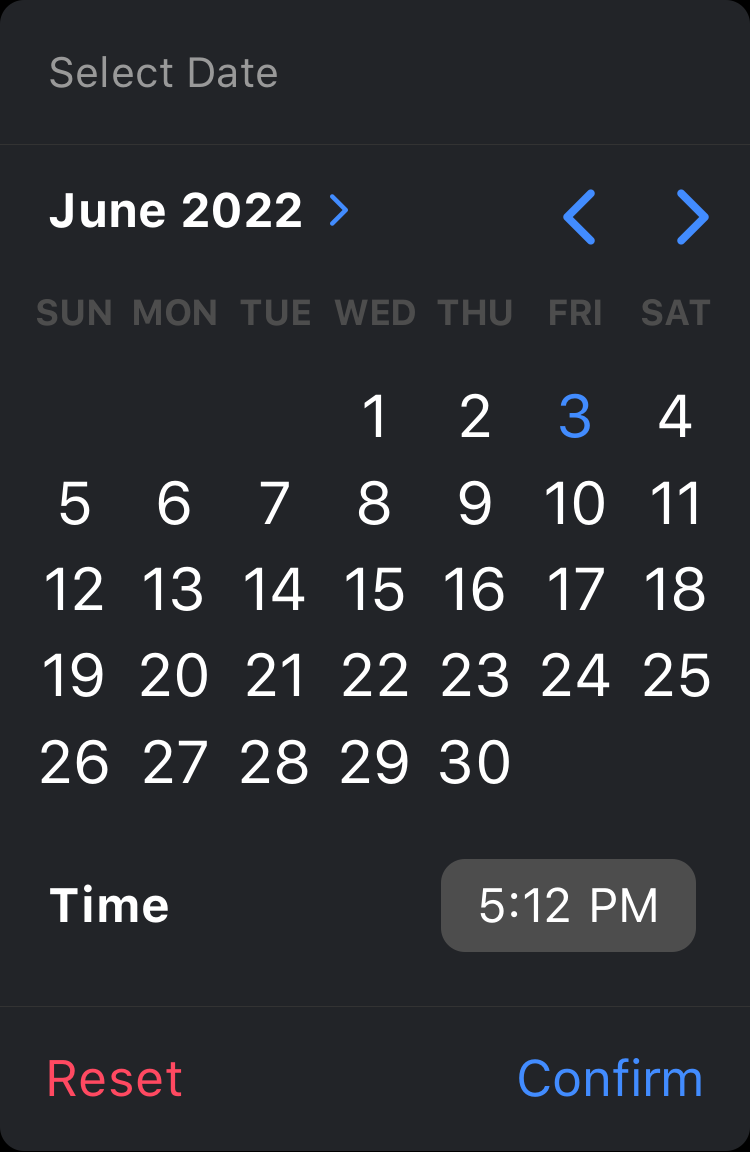 Select Date
June 2022
SUN MON TUE WED THU FRI SAT
1 2 3 4
5 6 7 8 9 10 11
12 13 14 15 16 17 18
19 20 21 22 23 24 25
26 27 28 29 30
Time 5:12 PM
Reset Confirm